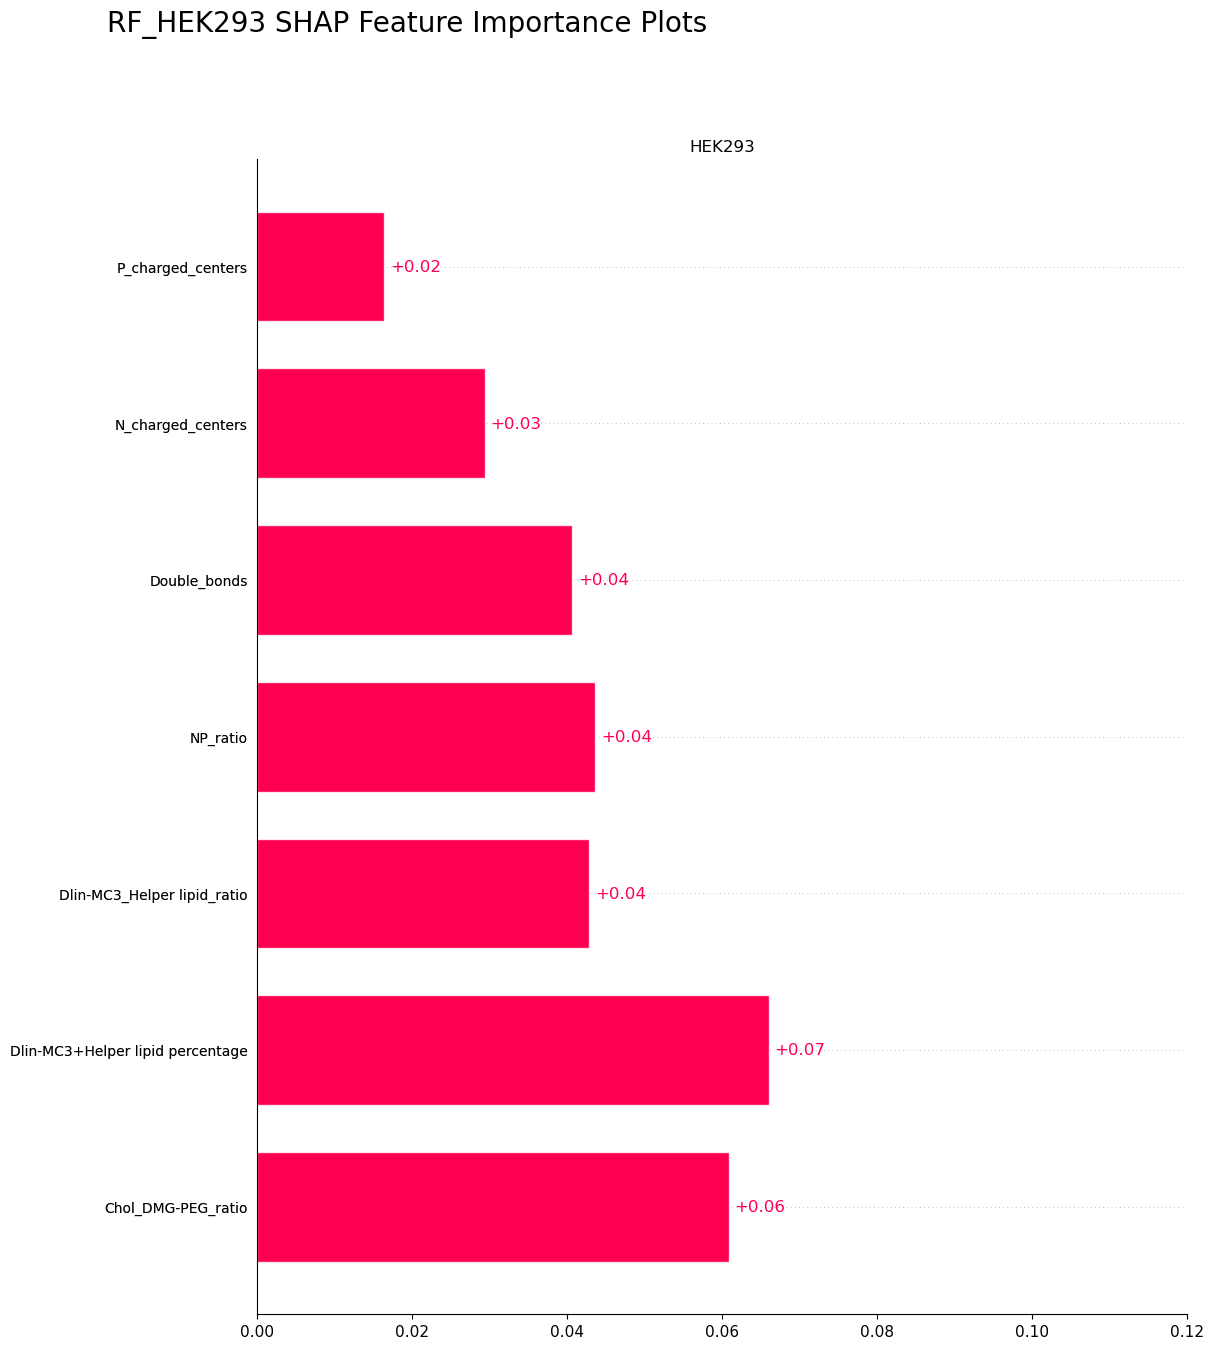 RF_HEK293 SHAP Feature Importance Plots
HEK293
P_charged_centers +0.02
N_charged_centers +0.03
Double_bonds +0.04
NP_ratio +0.04
Dlin-MC3_Helper lipid_ratio +0.04
Dlin-MC3+Helper lipid percentage +0.07
Chol_DMG-PEG_ratio +0.06
0.00 0.02 0.04 0.06 0.08 0.10 0.12